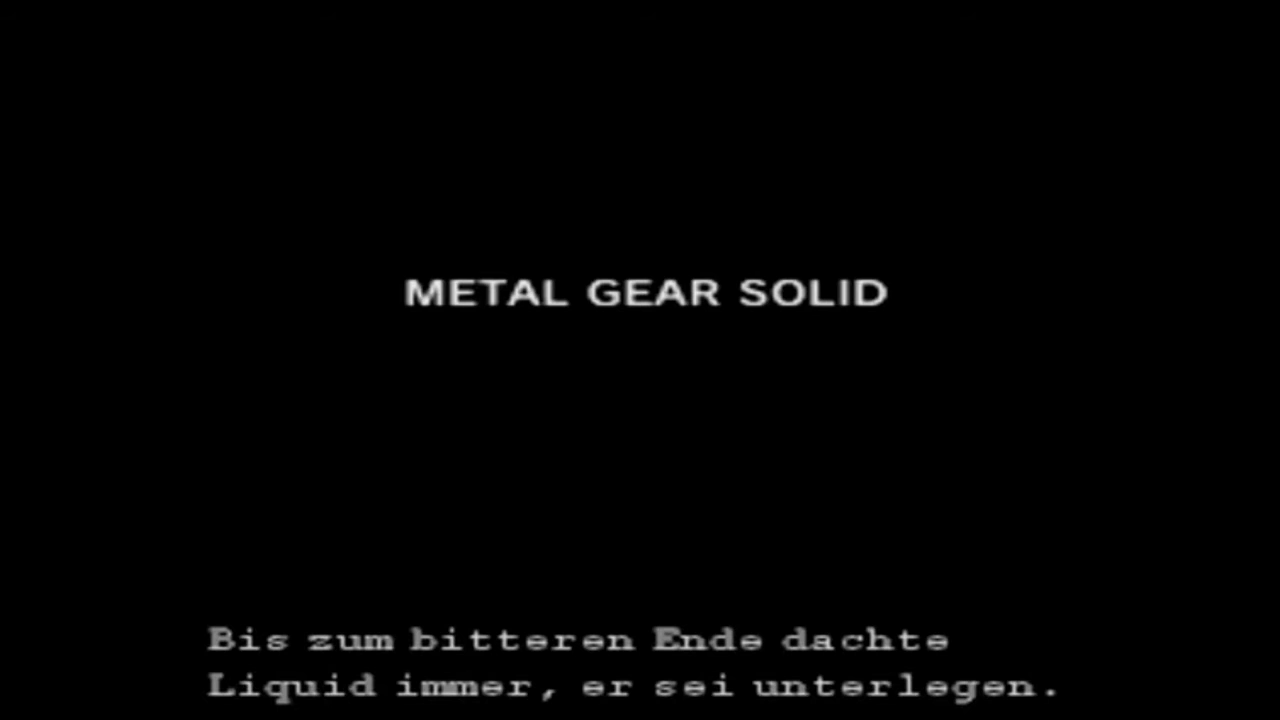 METAL GEAR SOLID
Bis zum bitteren Ende dachte
Liquid immer, er sei unterlegen.